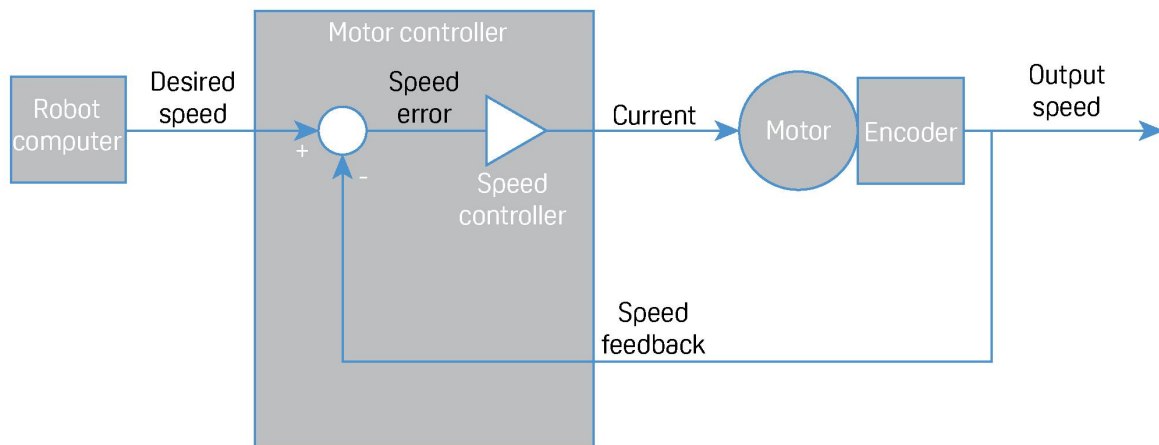 Motor controller
Robot
computer
Desired
speed
+
-
Speed
error
Speed
controller
Current
Motor
Encoder
Output
speed
Speed
feedback